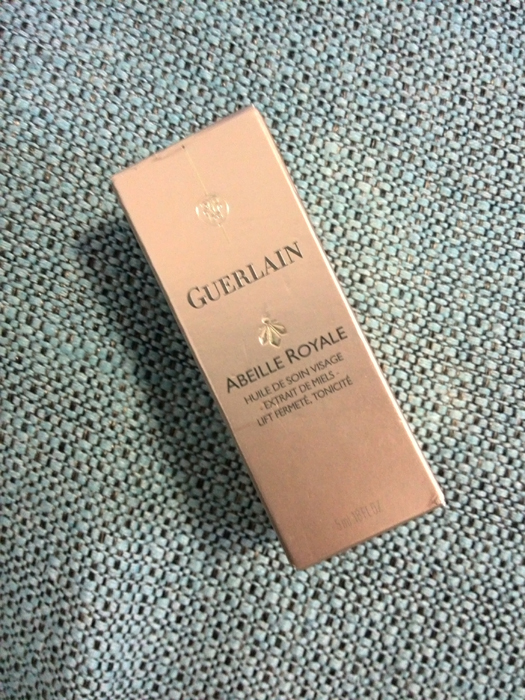 GUERLAIN
ABEILLE ROYALE
HUILE DE SOIN VISAGE
- EXTRAIT DE MIELS -
LIFT FERMETÉ, TONICITÉ